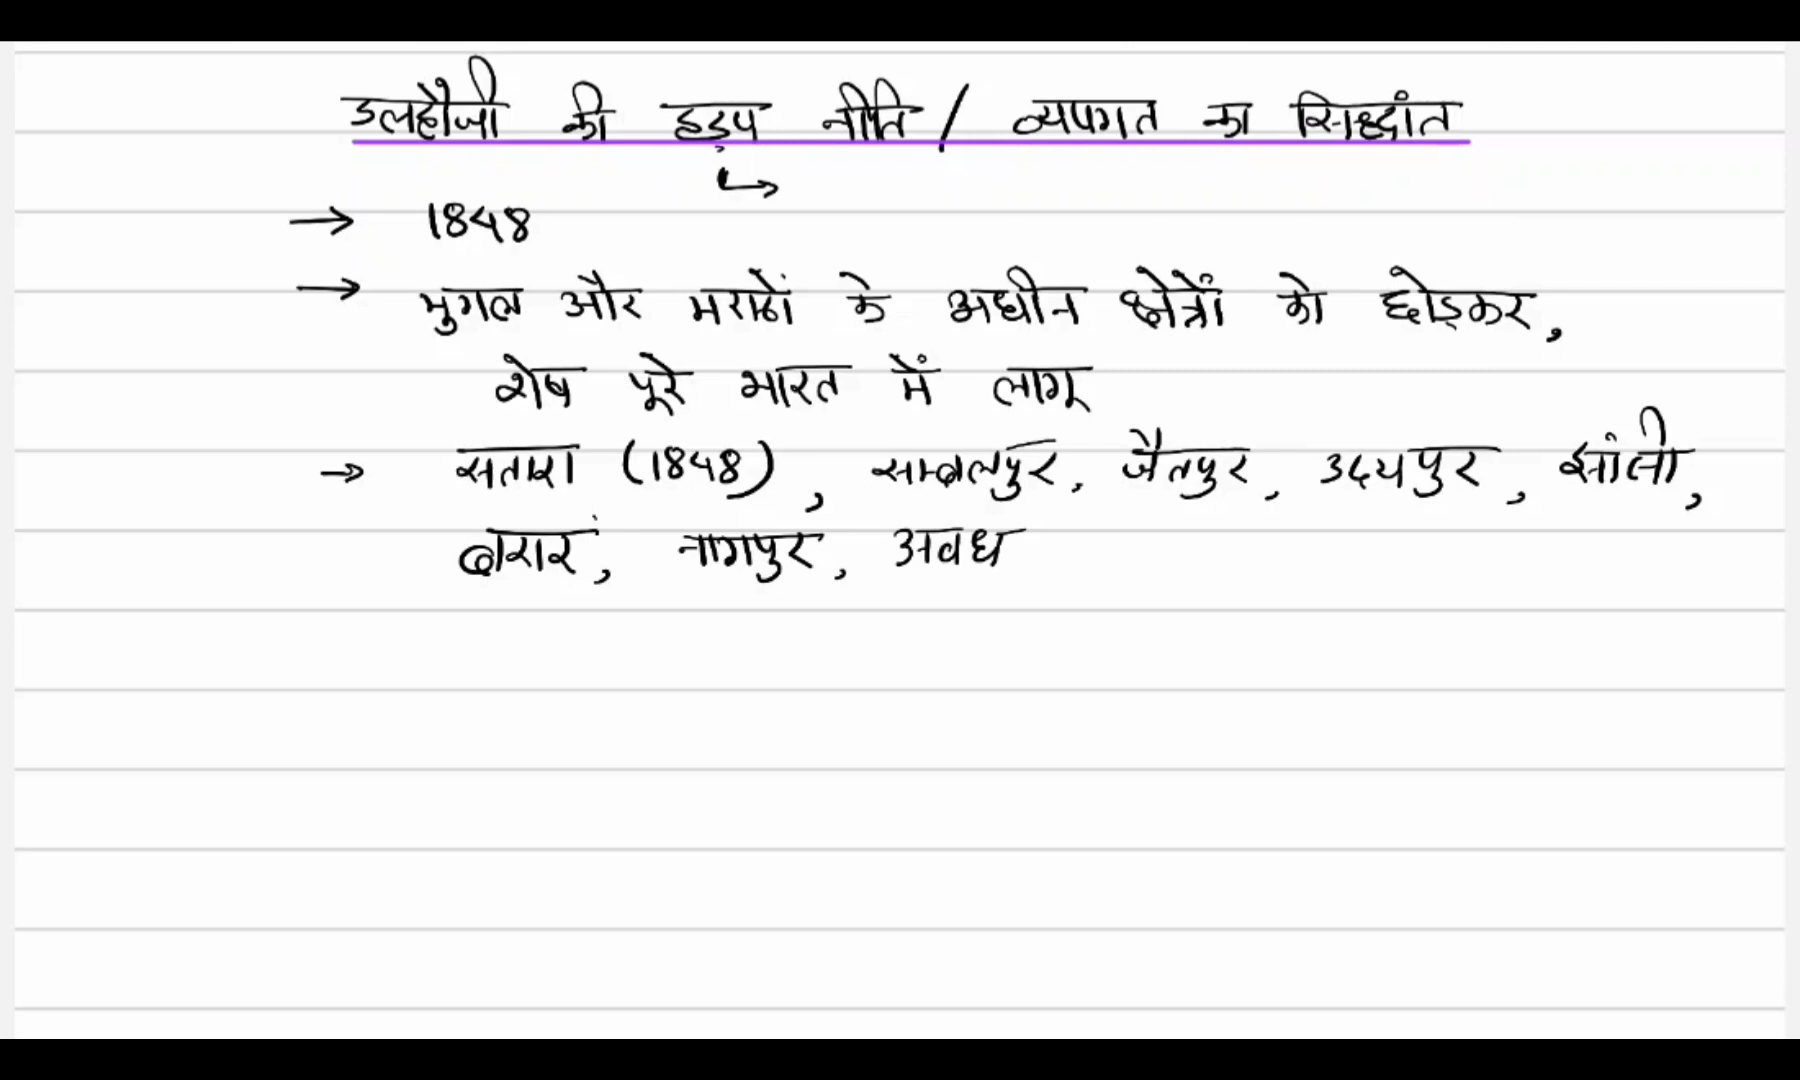 डलहौजी की हड़प नीति / व्यपगत का सिद्धांत
→ 1848
→ मुगल और मराठों के अधीन क्षेत्रों को छोड़कर,
शेष पूरे भारत में लागू
→ सतारा (1848), सम्बलपुर, जैतपुर, उदयपुर, झांसी,
बरार, नागपुर, अवध